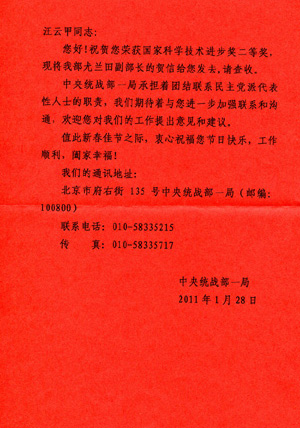 汪云甲同志：
您好！祝贺您荣获国家科学技术进步奖二等奖，
现将我部尤兰田副部长的贺信给您发去，请查收。
中央统战部一局承担着团结联系民主党派代表
性人士的职责，我们期待着与您进一步加强联系和沟
通，欢迎您对我们的工作提出意见和建议。
值此新春佳节之际，衷心祝福您节日快乐，工作
顺利，阖家幸福！
我们的通讯地址：
北京市府右街 135 号中央统战部一局（邮编：
100800）
联系电话：010-58335215
传 真：010-58335717
中央统战部一局
2011 年 1 月 28 日